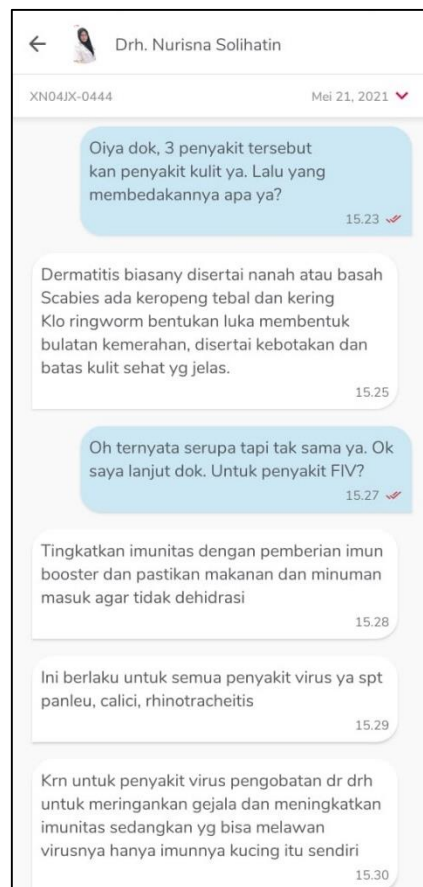 Drh. Nurisna Solihatin
XN04JX-0444 Mei 21, 2021
Oiya dok, 3 penyakit tersebut
kan penyakit kulit ya. Lalu yang
membedakannya apa ya?
15.23
Dermatitis biasany disertai nanah atau basah
Scabies ada keropeng tebal dan kering
Klo ringworm bentukan luka membentuk
bulatan kemerahan, disertai kebotakan dan
batas kulit sehat yg jelas.
15.25
Oh ternyata serupa tapi tak sama ya. Ok
saya lanjut dok. Untuk penyakit FIV?
15.27
Tingkatkan imunitas dengan pemberian imun
booster dan pastikan makanan dan minuman
masuk agar tidak dehidrasi
15.28
Ini berlaku untuk semua penyakit virus ya spt
panleu, calici, rhinotracheitis
15.29
Krn untuk penyakit virus pengobatan dr drh
untuk meringankan gejala dan meningkatkan
imunitas sedangkan yg bisa melawan
virusnya hanya imunnya kucing itu sendiri
15.30